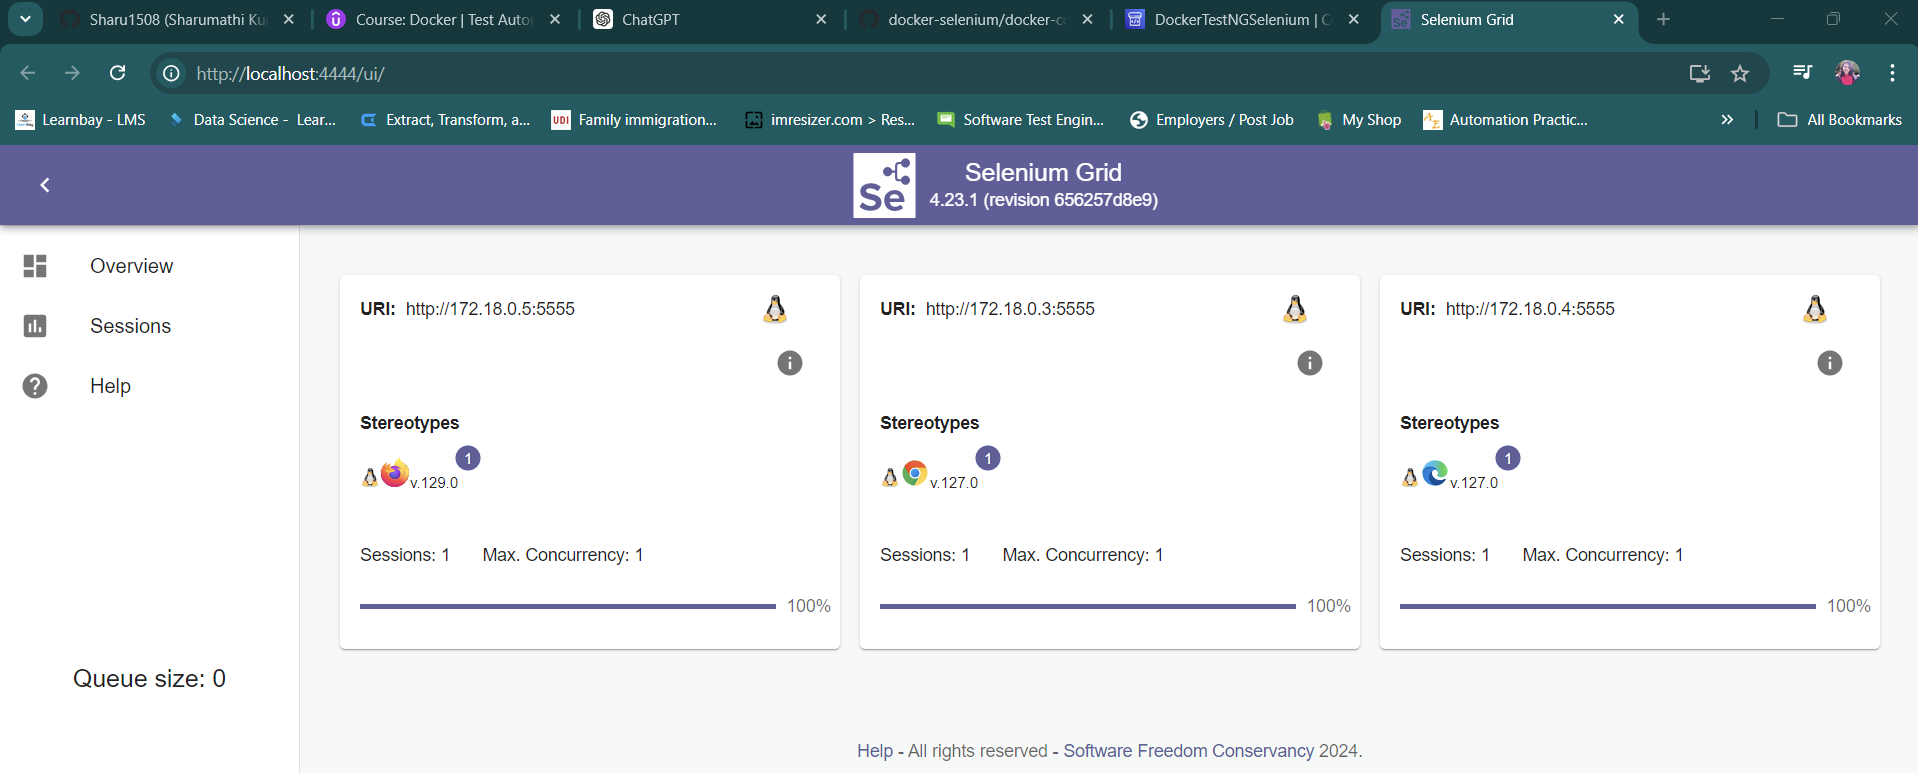 Sharu1508 (Sharumathi Ku
Course: Docker | Test Auto
ChatGPT
docker-selenium/docker-co
DockerTestNGSelenium | C
Selenium Grid
http://localhost:4444/ui/
Learnbay - LMS
Data Science - Lear...
Extract, Transform, a...
UDI Family immigration...
imresizer.com > Res...
Software Test Engin...
Employers / Post Job
My Shop
Automation Practic...
All Bookmarks
Se
Selenium Grid
4.23.1 (revision 656257d8e9)
Overview
Sessions
Help
Queue size: 0
URI: http://172.18.0.5:5555
Stereotypes
1
v.129.0
Sessions: 1 Max. Concurrency: 1
100%
URI: http://172.18.0.3:5555
Stereotypes
1
v.127.0
Sessions: 1 Max. Concurrency: 1
100%
URI: http://172.18.0.4:5555
Stereotypes
1
v.127.0
Sessions: 1 Max. Concurrency: 1
100%
Help - All rights reserved - Software Freedom Conservancy 2024.